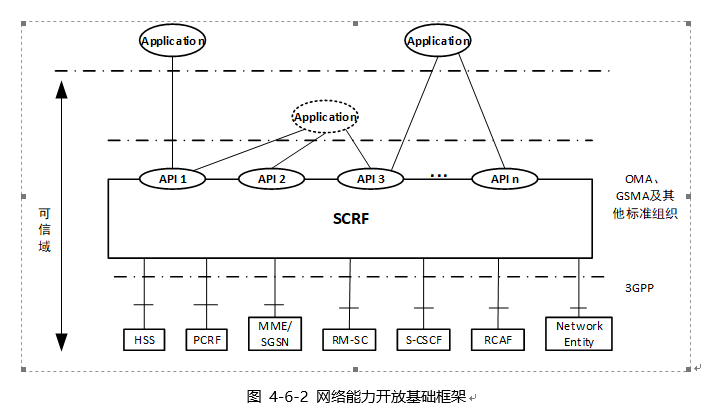 Application
Application
Application
API 1
API 2
API 3
...
API n
SCRF
OMA、
GSMA及其
他标准组织
可
信
域
3GPP
HSS
PCRF
MME/
SGSN
RM-SC
S-CSCF
RCAF
Network
Entity
图 4-6-2 网络能力开放基础框架